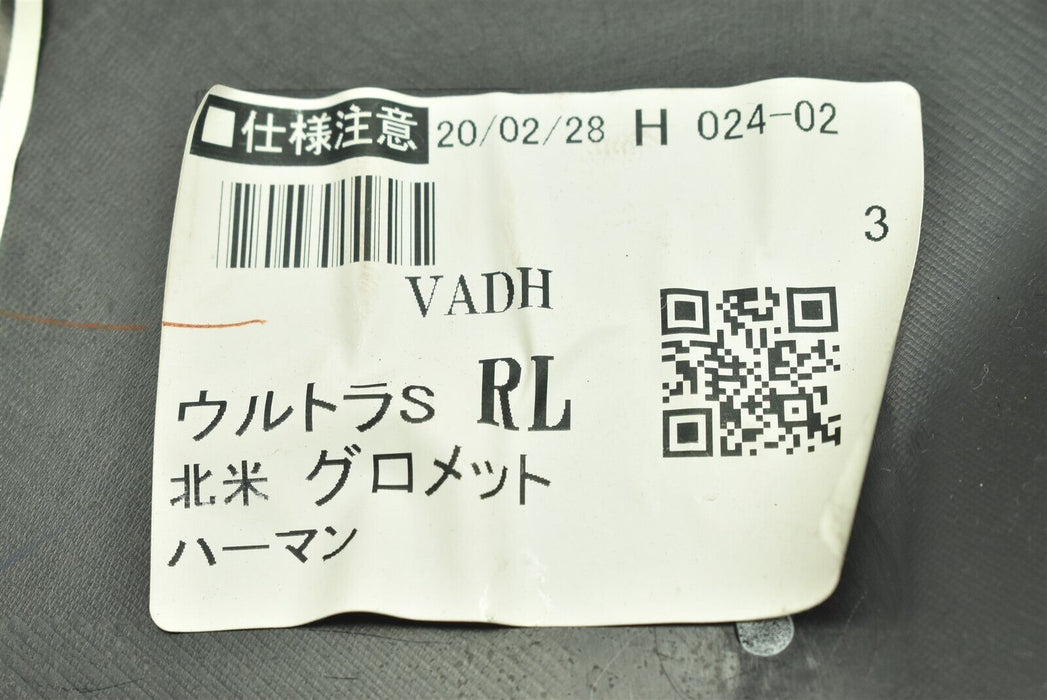 □仕様注意 20/02/28 H 024-02
3
VADH
ウルトラS RL
北米 グロメット
ハーマン